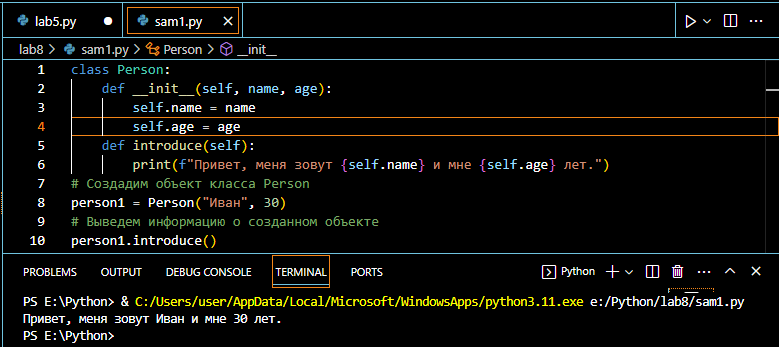 lab5.py sam1.py
lab8 > sam1.py > Person > __init__
1 class Person:
2 def __init__(self, name, age):
3 self.name = name
4 self.age = age
5 def introduce(self):
6 print(f"Привет, меня зовут {self.name} и мне {self.age} лет.")
7 # Создадим объект класса Person
8 person1 = Person("Иван", 30)
9 # Выведем информацию о созданном объекте
10 person1.introduce()
PROBLEMS OUTPUT DEBUG CONSOLE TERMINAL PORTS Python
PS E:\Python> & C:/Users/user/AppData/Local/Microsoft/WindowsApps/python3.11.exe e:/Python/lab8/sam1.py
Привет, меня зовут Иван и мне 30 лет.
PS E:\Python>